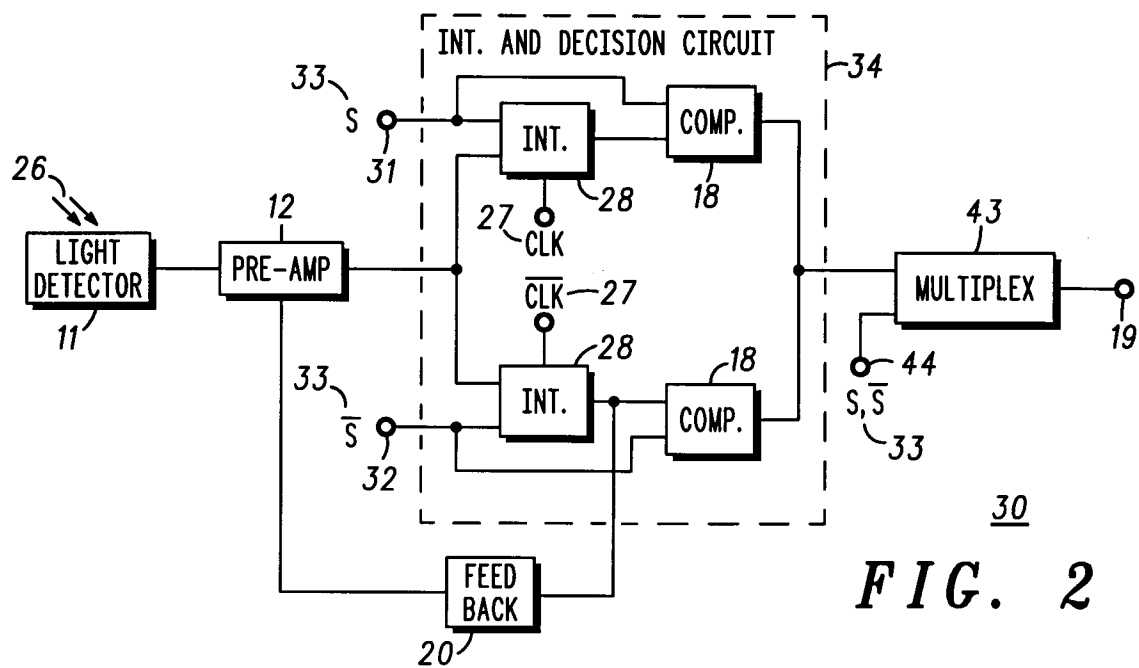 INT. AND DECISION CIRCUIT
34
33
S
31
INT.
28
COMP.
18
27
CLK
26
LIGHT
DETECTOR
11
12
PRE-AMP
43
MULTIPLEX
19
C̅L̅K̅
27
28
INT.
18
COMP.
33
S̅
32
44
S, S̅
33
FEED
BACK
20
30
FIG. 2